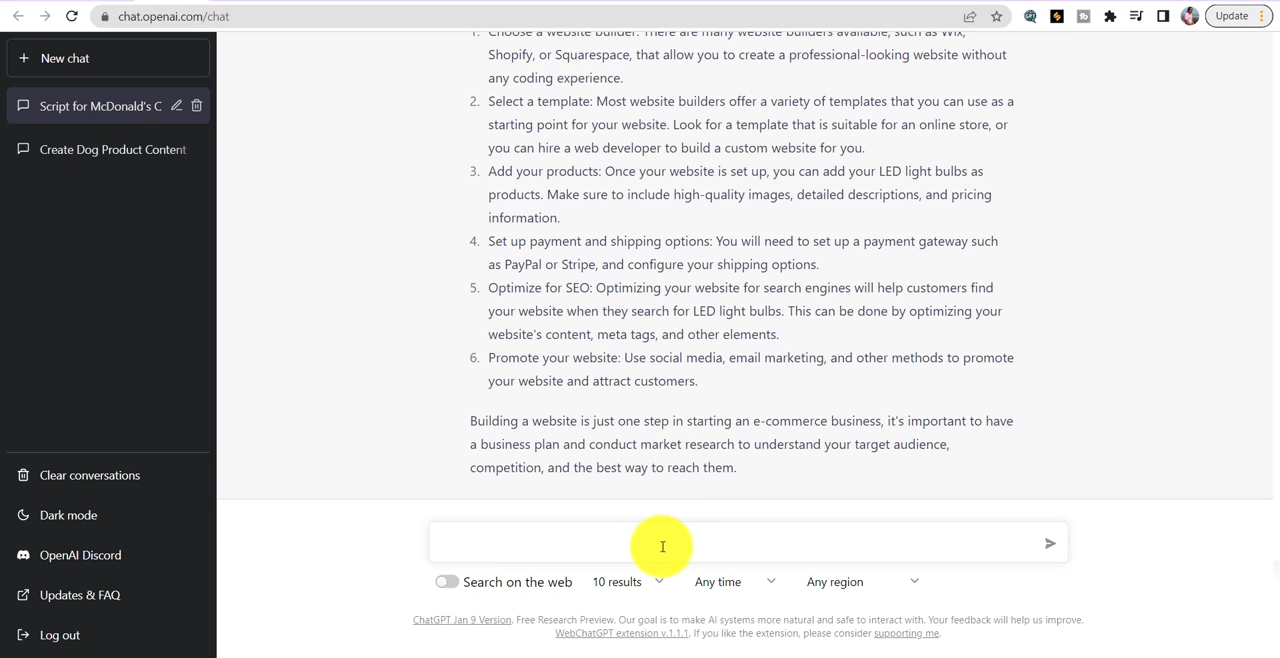 chat.openai.com/chat
Update
New chat
Script for McDonald's C
Create Dog Product Content
Clear conversations
Dark mode
OpenAI Discord
Updates & FAQ
Log out
1. Choose a website builder: There are many website builders available, such as Wix,
Shopify, or Squarespace, that allow you to create a professional-looking website without
any coding experience.
2. Select a template: Most website builders offer a variety of templates that you can use as a
starting point for your website. Look for a template that is suitable for an online store, or
you can hire a web developer to build a custom website for you.
3. Add your products: Once your website is set up, you can add your LED light bulbs as
products. Make sure to include high-quality images, detailed descriptions, and pricing
information.
4. Set up payment and shipping options: You will need to set up a payment gateway such
as PayPal or Stripe, and configure your shipping options.
5. Optimize for SEO: Optimizing your website for search engines will help customers find
your website when they search for LED light bulbs. This can be done by optimizing your
website's content, meta tags, and other elements.
6. Promote your website: Use social media, email marketing, and other methods to promote
your website and attract customers.
Building a website is just one step in starting an e-commerce business, it's important to have
a business plan and conduct market research to understand your target audience,
competition, and the best way to reach them.
Search on the web 10 results Any time Any region
ChatGPT Jan 9 Version. Free Research Preview. Our goal is to make AI systems more natural and safe to interact with. Your feedback will help us improve.
WebChatGPT extension v.1.1.1. If you like the extension, please consider supporting me.